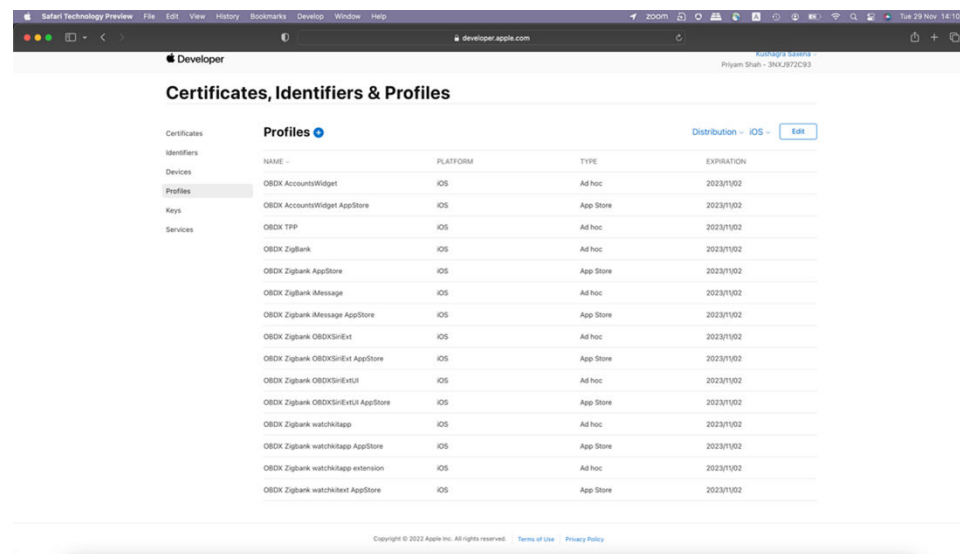 Safari Technology Preview File Edit View History Bookmarks Develop Window Help zoom Tue 29 Nov 14:10
developer.apple.com
Developer
Kushagra Saxena
Priyam Shah - 3NXJ972C93
Certificates, Identifiers & Profiles
Certificates
Identifiers
Devices
Profiles
Keys
Services
Profiles
Distribution iOS Edit
NAME PLATFORM TYPE EXPIRATION
OBDX AccountsWidget iOS Ad hoc 2023/11/02
OBDX AccountsWidget AppStore iOS App Store 2023/11/02
OBDX TPP iOS Ad hoc 2023/11/02
OBDX ZigBank iOS Ad hoc 2023/11/02
OBDX Zigbank AppStore iOS App Store 2023/11/02
OBDX ZigBank iMessage iOS Ad hoc 2023/11/02
OBDX Zigbank iMessage AppStore iOS App Store 2023/11/02
OBDX Zigbank OBDXSiriExt iOS Ad hoc 2023/11/02
OBDX Zigbank OBDXSiriExt AppStore iOS App Store 2023/11/02
OBDX Zigbank OBDXSiriExtUI iOS Ad hoc 2023/11/02
OBDX Zigbank OBDXSiriExtUI AppStore iOS App Store 2023/11/02
OBDX Zigbank watchkitapp iOS Ad hoc 2023/11/02
OBDX Zigbank watchkitapp AppStore iOS App Store 2023/11/02
OBDX Zigbank watchkitapp extension iOS Ad hoc 2023/11/02
OBDX Zigbank watchkitext AppStore iOS App Store 2023/11/02
Copyright © 2022 Apple Inc. All rights reserved. Terms of Use Privacy Policy